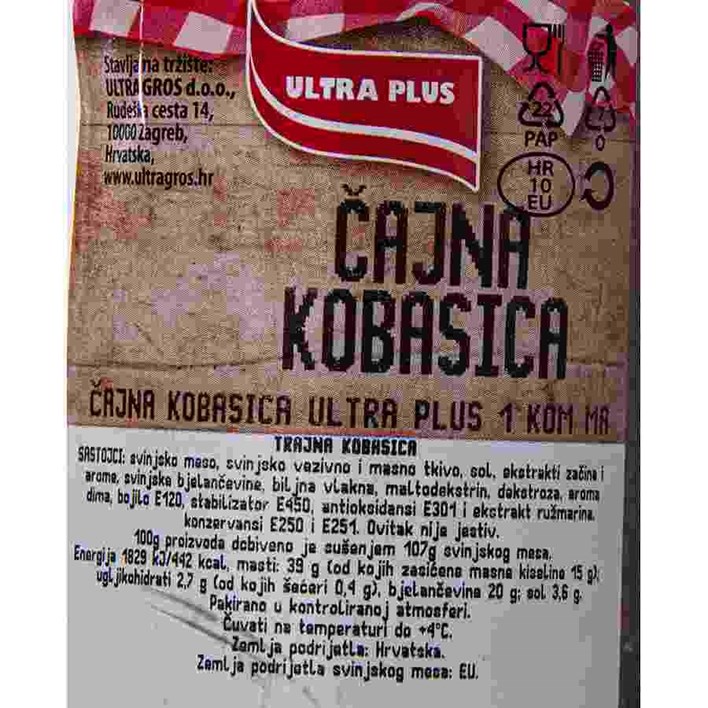 Stavlja na tržište:
ULTRA GROS d.o.o.,
Rudeška cesta 14,
10000 Zagreb,
Hrvatska,
www.ultragros.hr
ULTRA PLUS
22
PAP
HR
10
EU
ČAJNA
KOBASICA
ČAJNA KOBASICA ULTRA PLUS 1 KOM MA
TRAJNA KOBASICA
SASTOJCI: svinjsko meso, svinjsko vezivno i masno tkivo, sol, ekstrakti začina i
arome, svinjske bjelančevine, biljna vlakna, maltodekstrin, dekstroza, aroma
dima, bojilo E120, stabilizator E450, antioksidansi E301 i ekstrakt ružmarina,
konzervansi E250 i E251. Ovitak nije jestiv.
100g proizvoda dobiveno je sušenjem 107g svinjskog mesa.
Energija 1829 kJ/442 kcal, masti: 39 g (od kojih zasićene masne kiseline 15 g);
ugljikohidrati 2,7 g (od kojih šećeri 0,4 g), bjelančevine 20 g; sol 3,6 g.
Pakirano u kontroliranoj atmosferi.
Čuvati na temperaturi do +4°C.
Zemlja podrijetla: Hrvatska.
Zemlja podrijetla svinjskog mesa: EU.